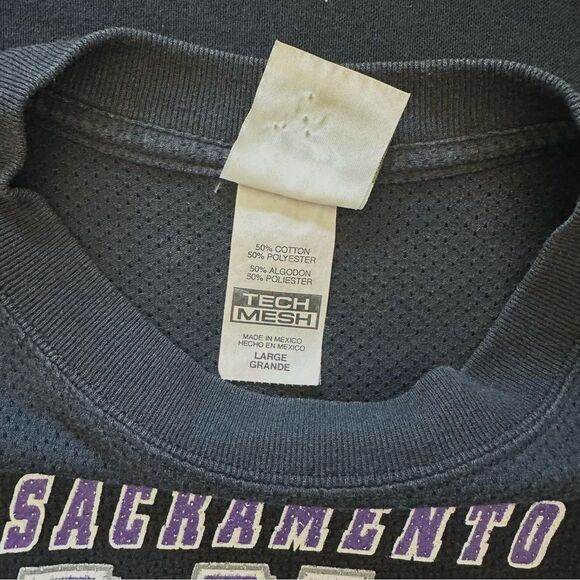 50% COTTON
50% POLYESTER
50% ALGODON
50% POLIESTER
TECH
MESH
MADE IN MEXICO
HECHO EN MEXICO
LARGE
GRANDE
SACRAMENTO